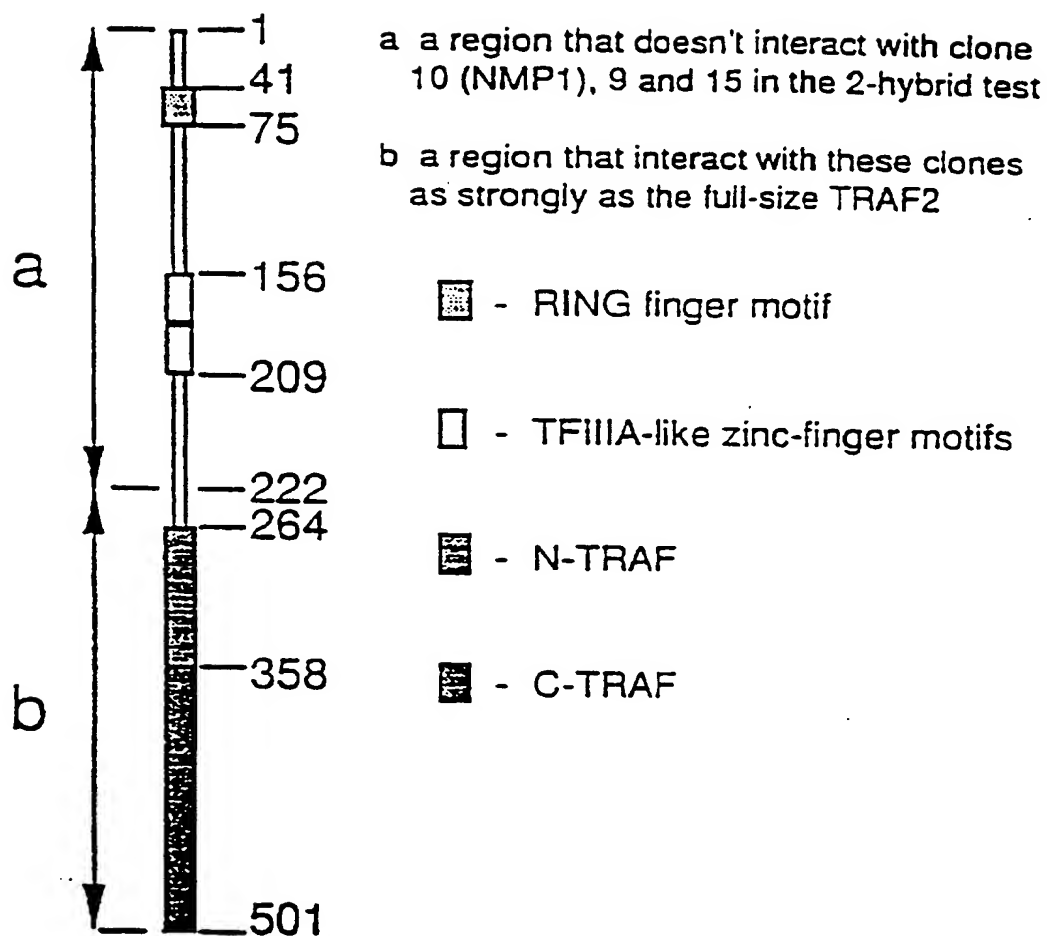 1
41
75
156
209
222
264
358
501
a
b
a a region that doesn't interact with clone
10 (NMP1), 9 and 15 in the 2-hybrid test
b a region that interact with these clones
as strongly as the full-size TRAF2
- RING finger motif
- TFIIIA-like zinc-finger motifs
- N-TRAF
- C-TRAF